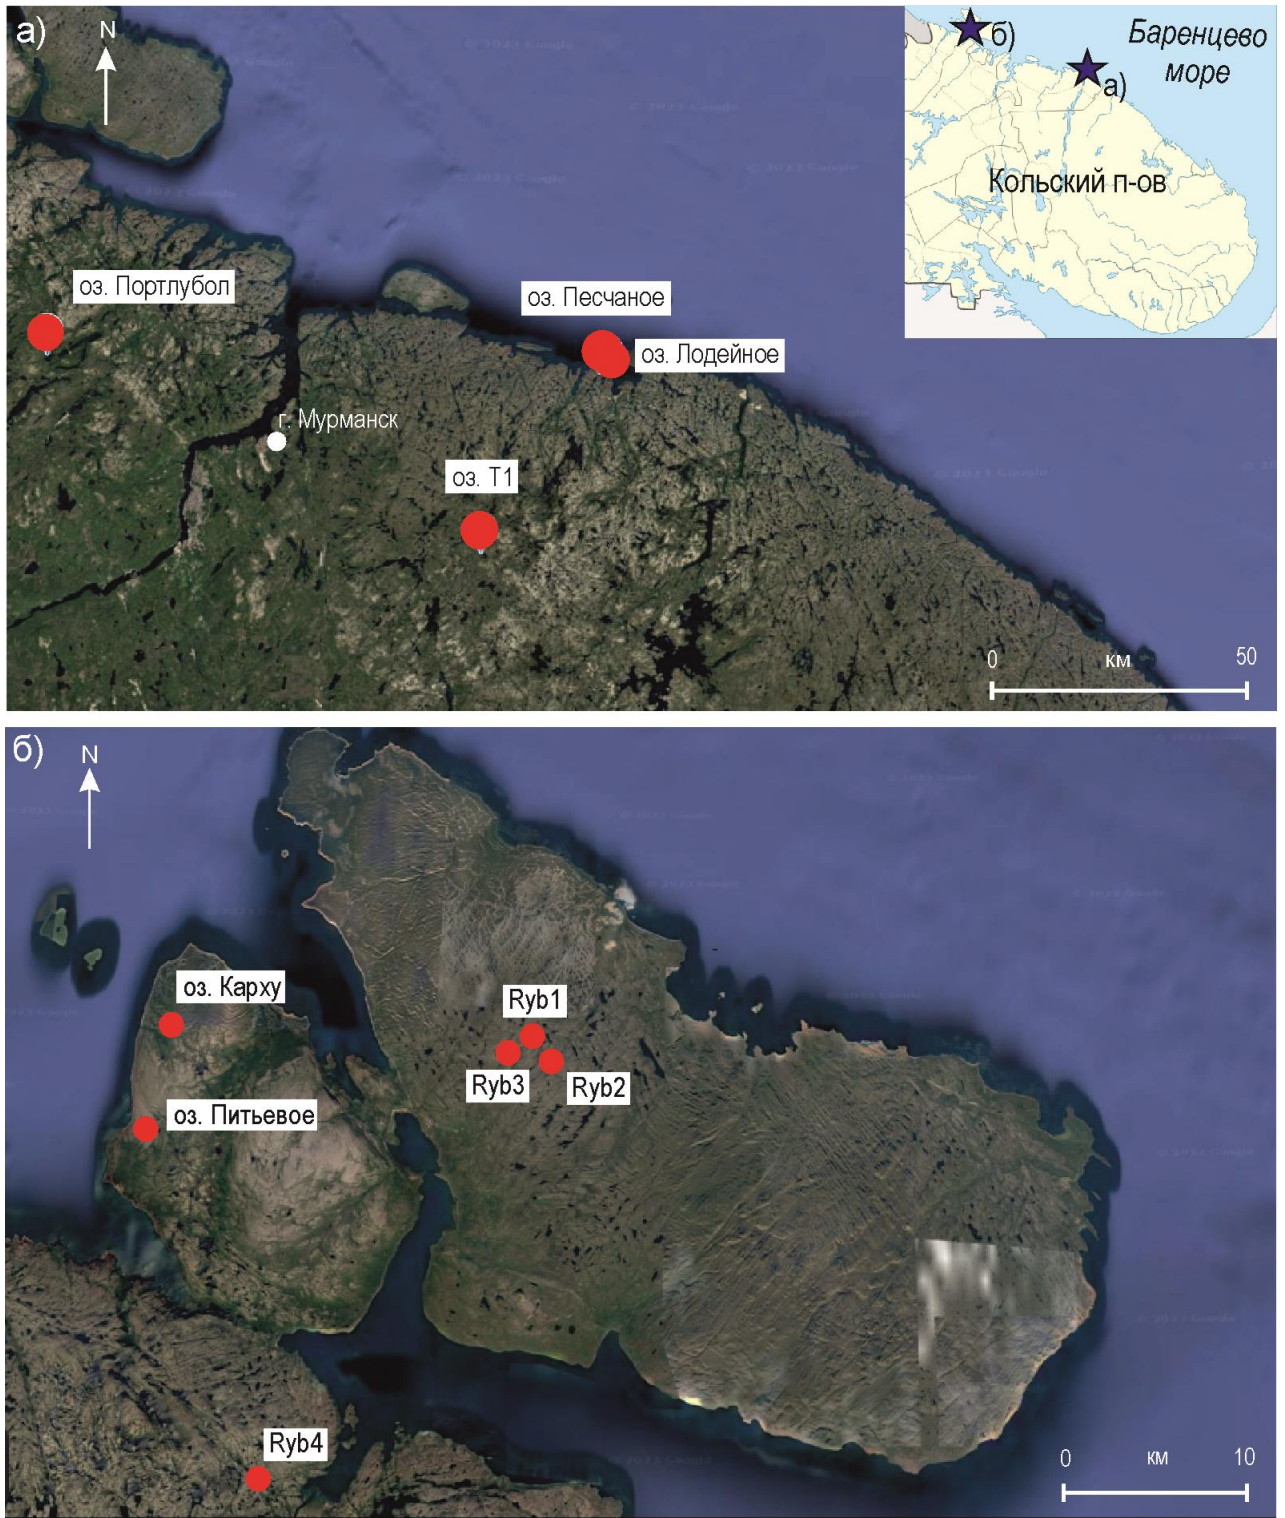 а)
N
Баренцево
море
б)
а)
Кольский п-ов
оз. Портлубол
оз. Песчаное
оз. Лодейное
г. Мурманск
оз. Т1
0 км 50
б)
N
оз. Карху
Ryb1
Ryb3
Ryb2
оз. Питьевое
Ryb4
0 км 10